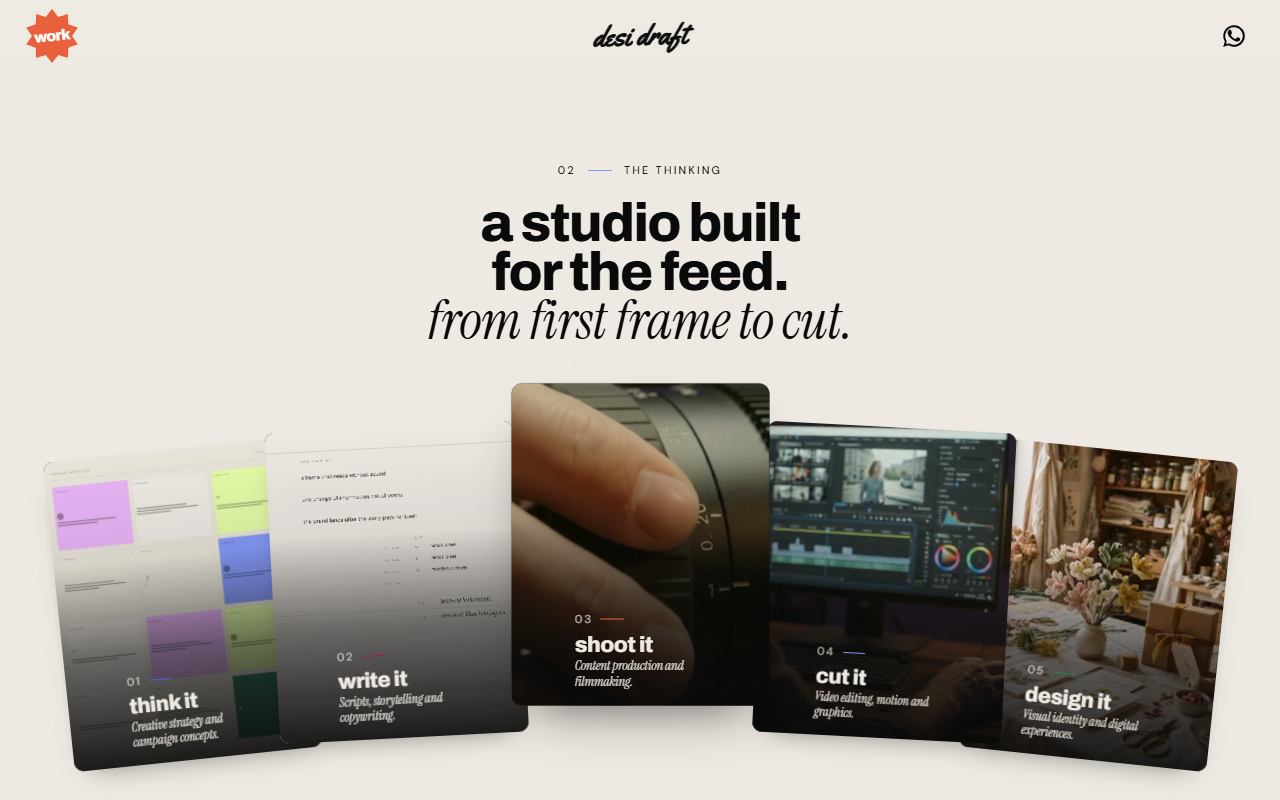 work
desi draft
02 THE THINKING
a studio built
for the feed.
from first frame to cut.
01
think it
Creative strategy and
campaign concepts.
02
write it
Scripts, storytelling and
copywriting.
03
shoot it
Content production and
filmmaking.
04
cut it
Video editing, motion and
graphics.
05
design it
Visual identity and digital
experiences.